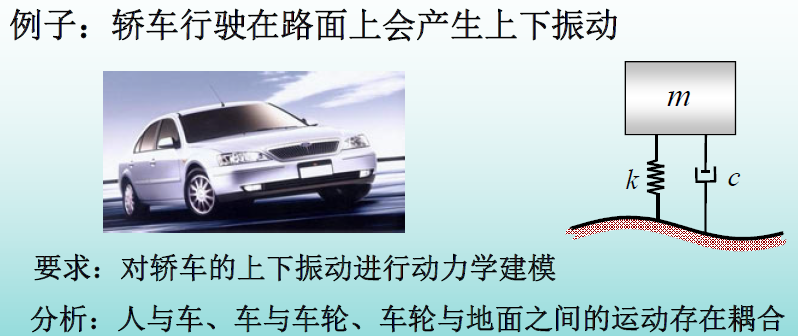 例子：轿车行驶在路面上会产生上下振动
m
k
c
要求：对轿车的上下振动进行动力学建模
分析：人与车、车与车轮、车轮与地面之间的运动存在耦合